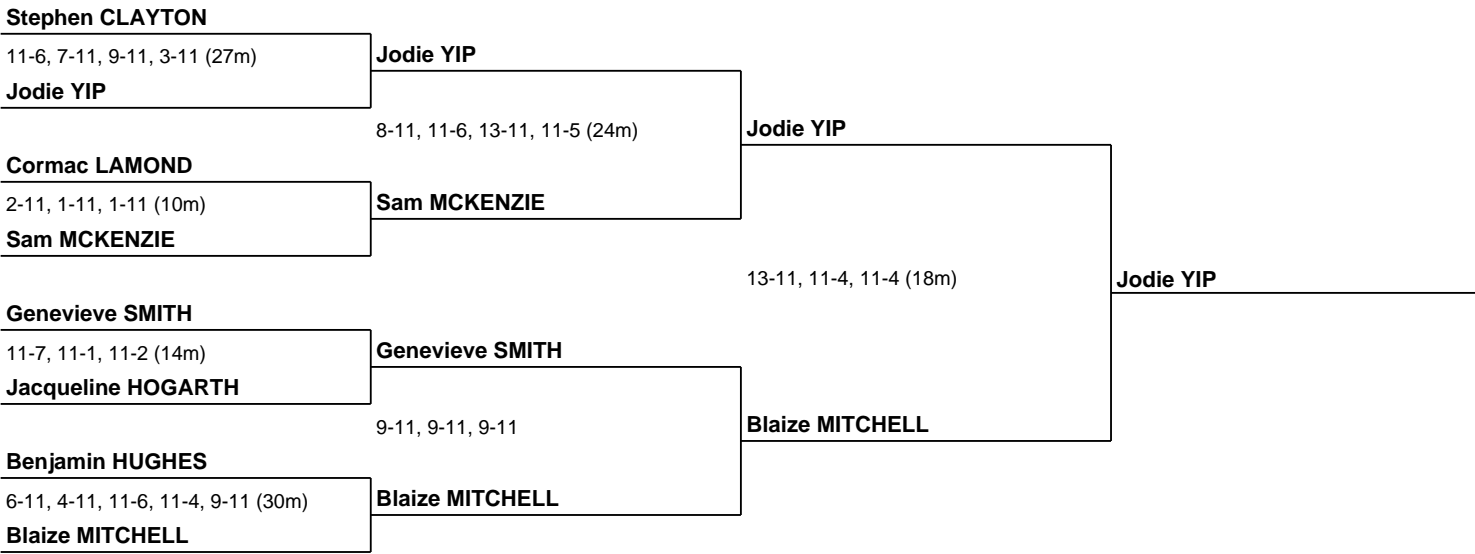 Stephen CLAYTON
11-6, 7-11, 9-11, 3-11 (27m)
Jodie YIP
Jodie YIP
8-11, 11-6, 13-11, 11-5 (24m)
Jodie YIP
Cormac LAMOND
2-11, 1-11, 1-11 (10m)
Sam MCKENZIE
Sam MCKENZIE
13-11, 11-4, 11-4 (18m)
Jodie YIP
Genevieve SMITH
11-7, 11-1, 11-2 (14m)
Genevieve SMITH
Jacqueline HOGARTH
9-11, 9-11, 9-11
Blaize MITCHELL
Benjamin HUGHES
6-11, 4-11, 11-6, 11-4, 9-11 (30m)
Blaize MITCHELL
Blaize MITCHELL